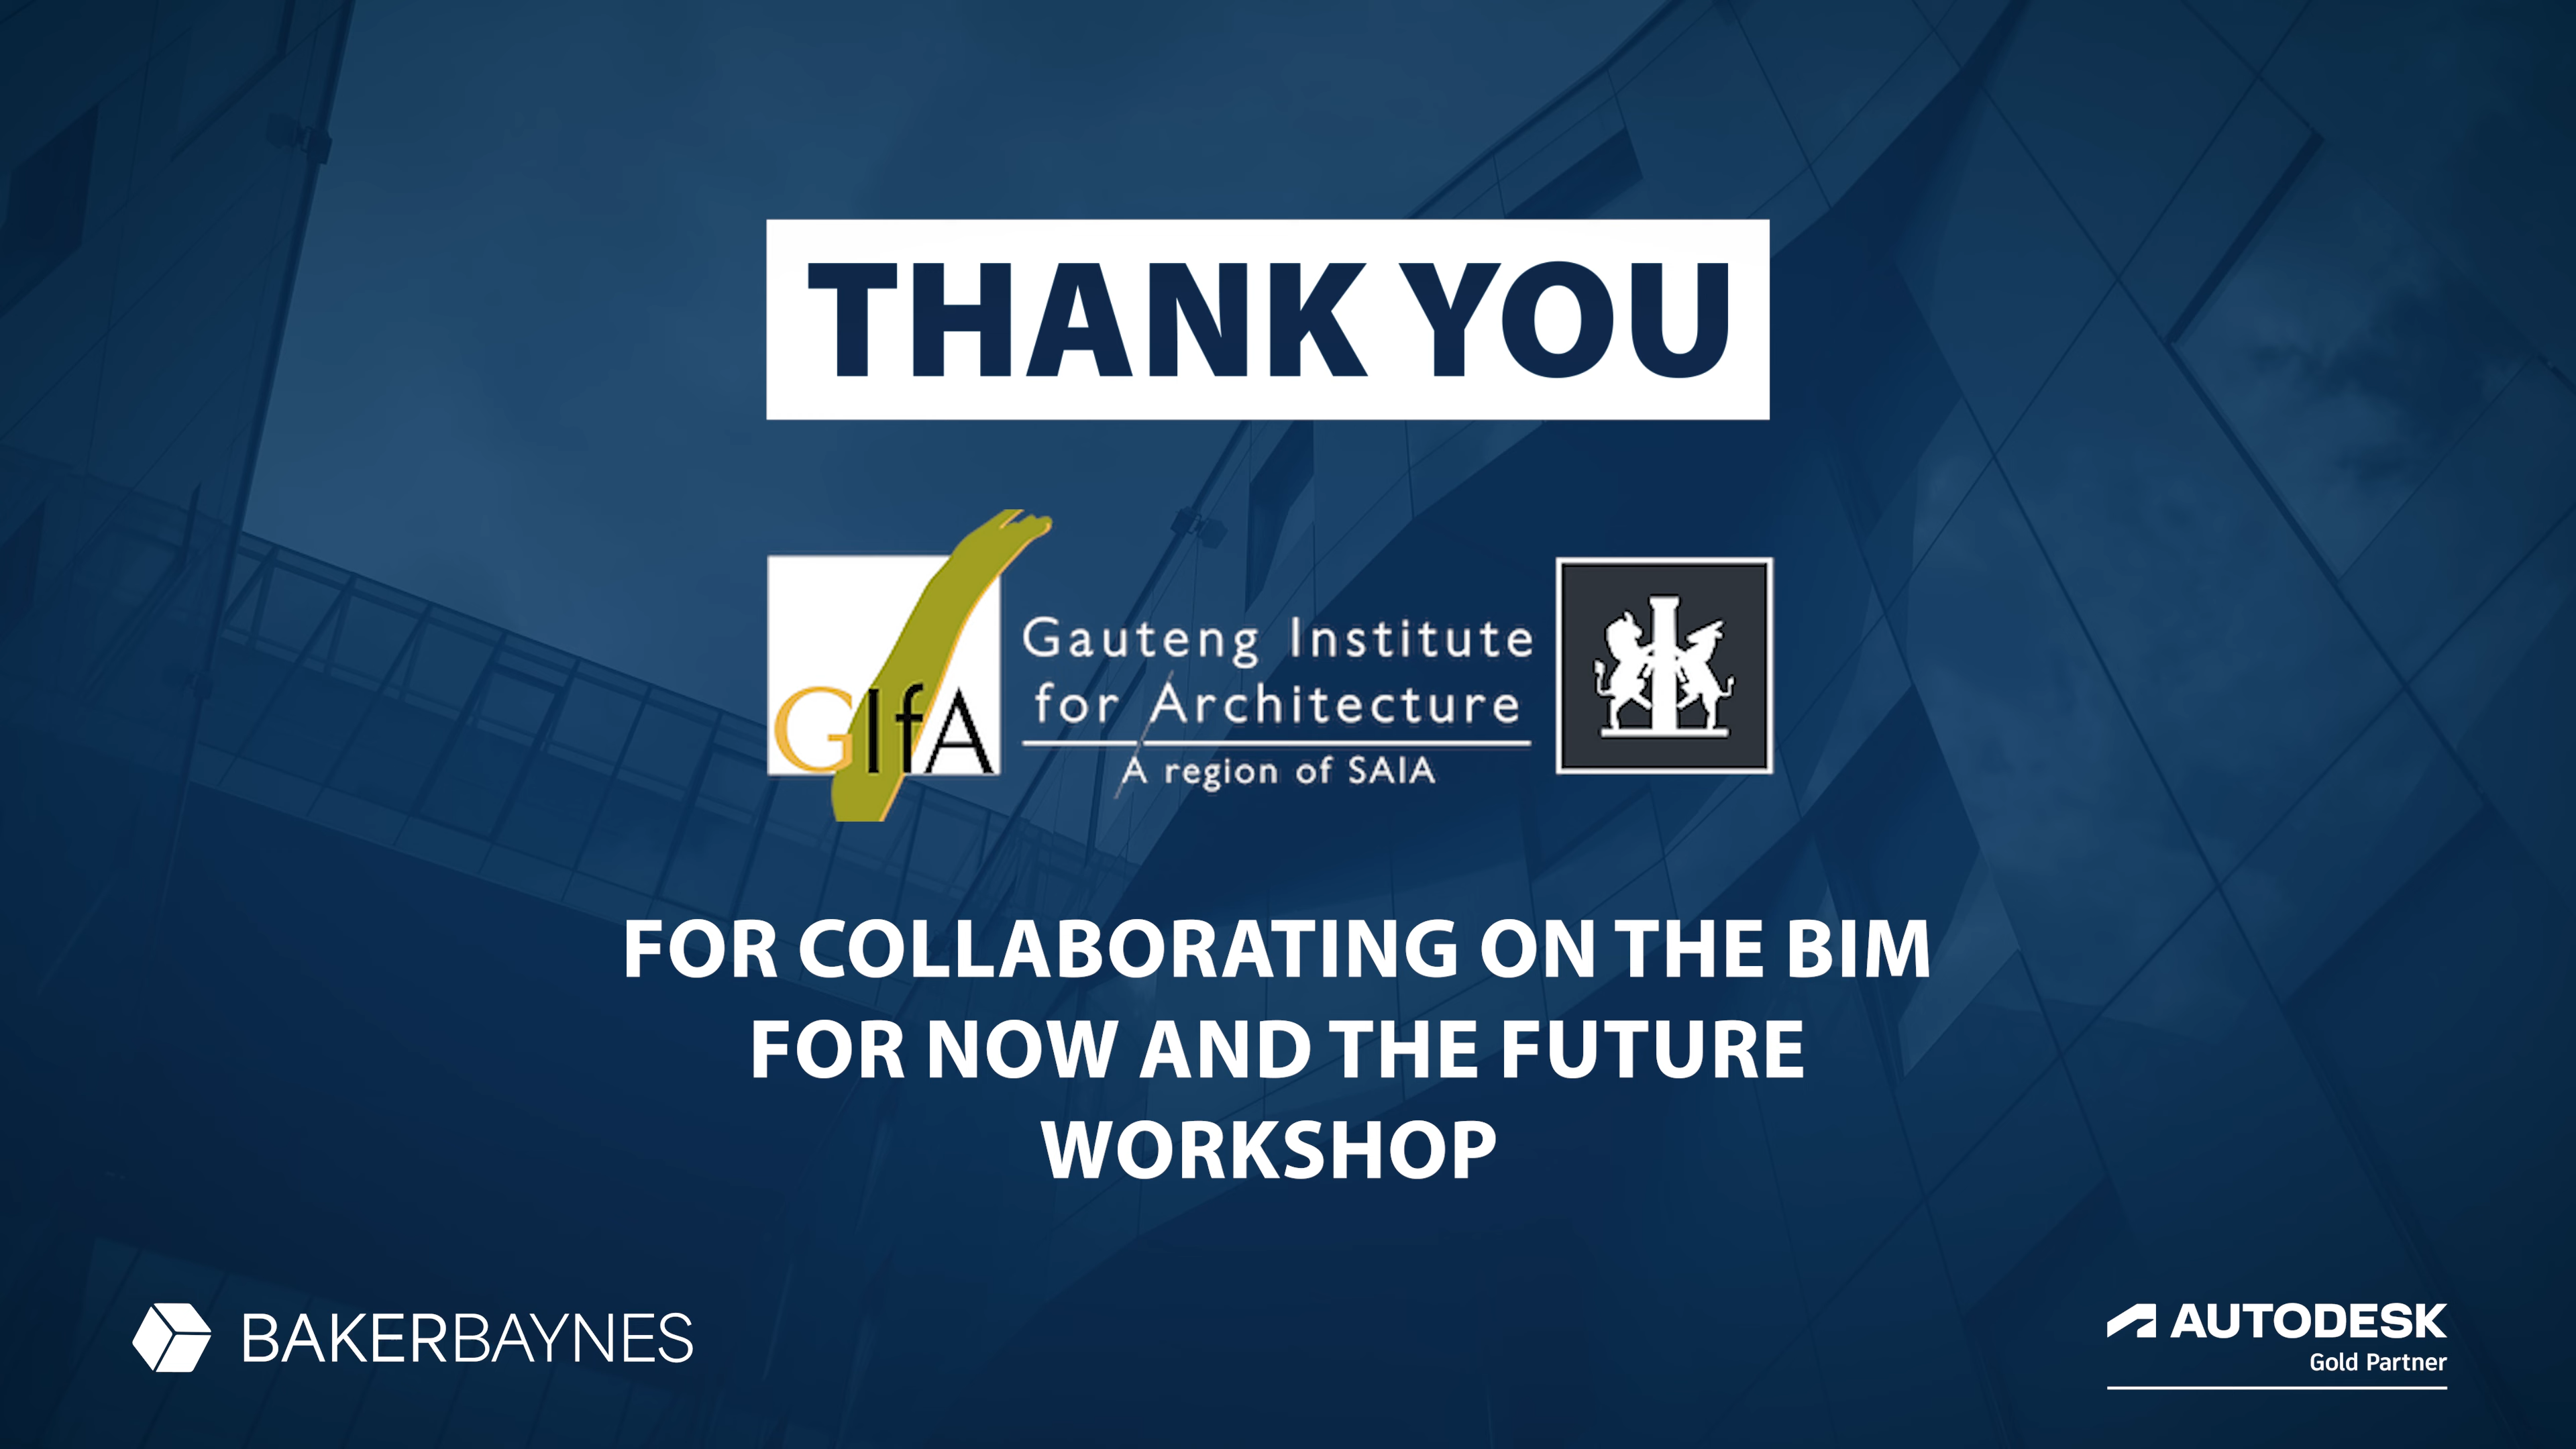 THANK YOU
GIfA
Gauteng Institute
for Architecture
A region of SAIA
FOR COLLABORATING ON THE BIM
FOR NOW AND THE FUTURE
WORKSHOP
BAKERBAYNES
AUTODESK
Gold Partner